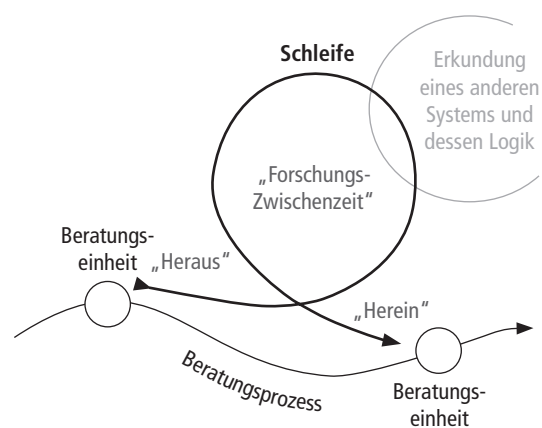 Schleife
Erkundung
eines anderen
Systems und
dessen Logik
„Forschungs-
Zwischenzeit“
Beratungs-
einheit
„Heraus“
„Herein“
Beratungsprozess
Beratungs-
einheit